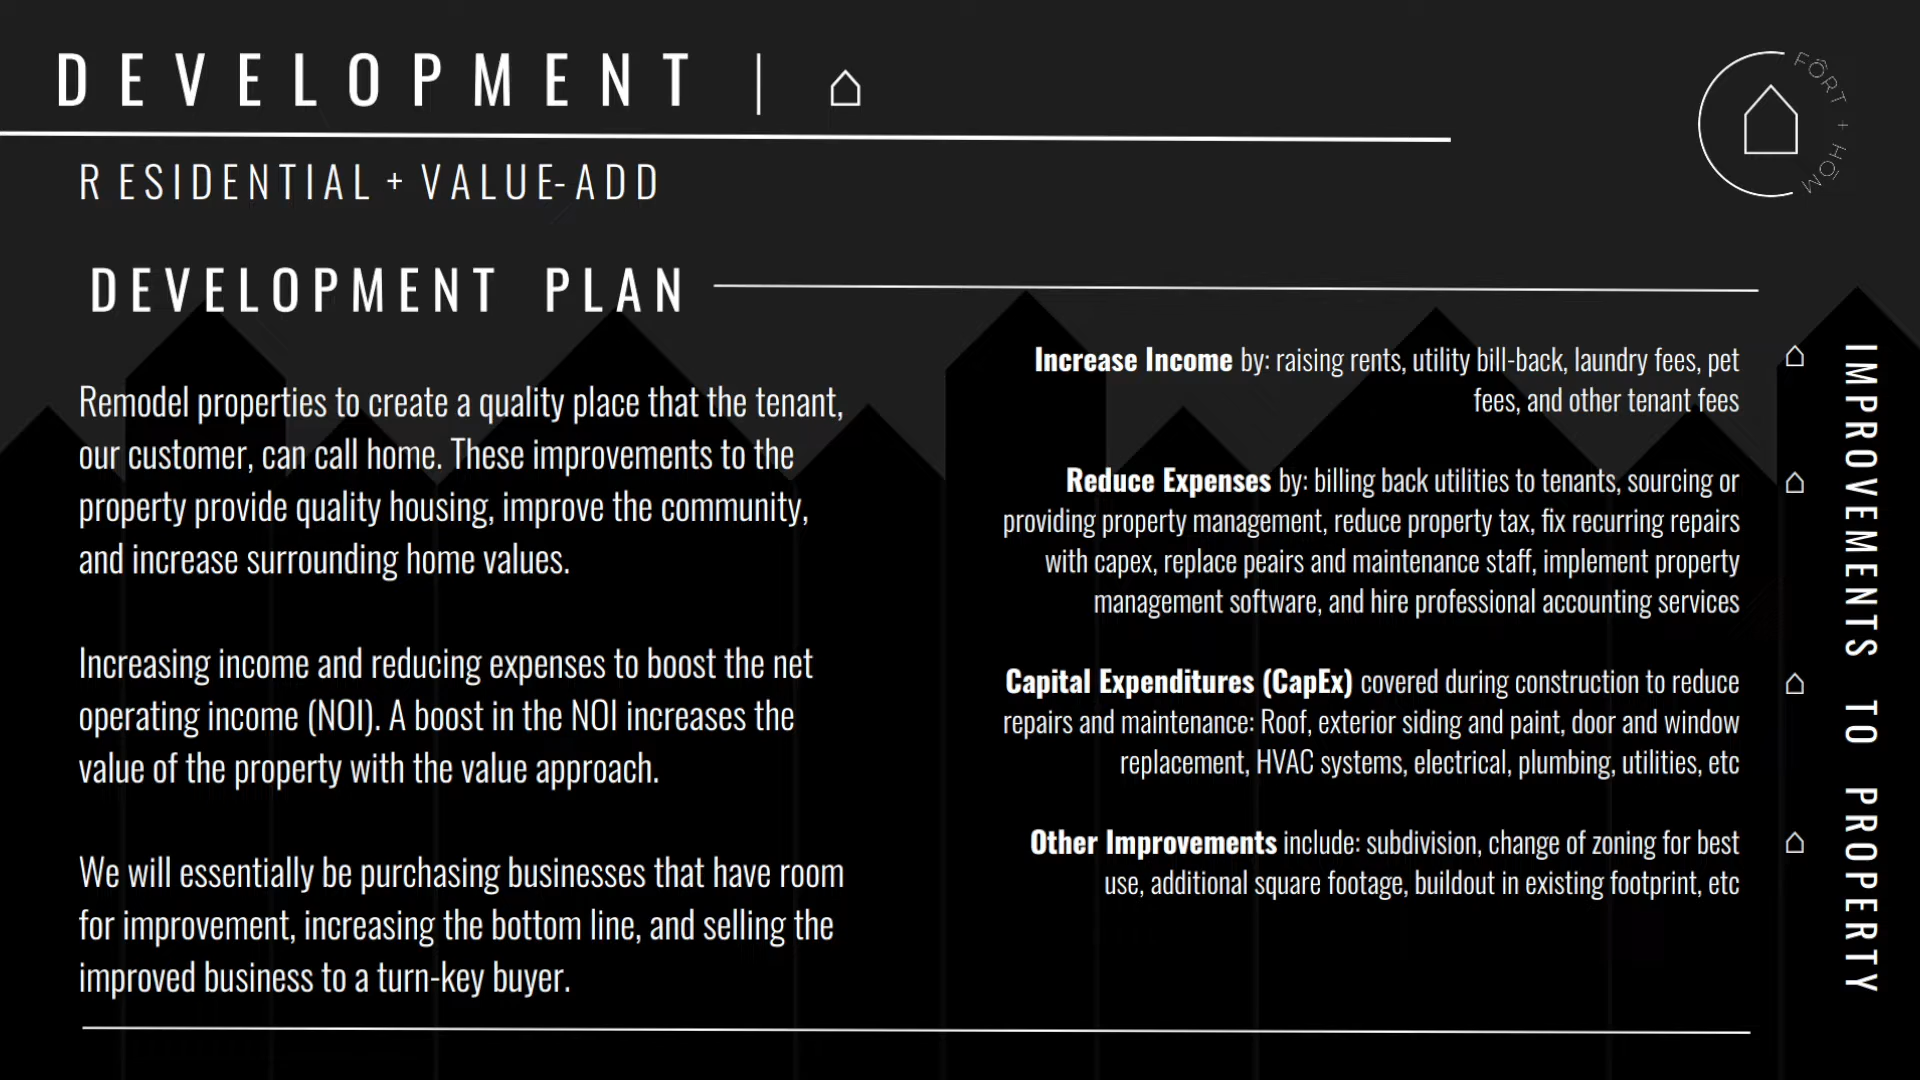 DEVELOPMENT |
FÔRT + HÖM
RESIDENTIAL + VALUE-ADD
DEVELOPMENT PLAN
Remodel properties to create a quality place that the tenant,
our customer, can call home. These improvements to the
property provide quality housing, improve the community,
and increase surrounding home values.
Increasing income and reducing expenses to boost the net
operating income (NOI). A boost in the NOI increases the
value of the property with the value approach.
We will essentially be purchasing businesses that have room
for improvement, increasing the bottom line, and selling the
improved business to a turn-key buyer.
Increase Income by: raising rents, utility bill-back, laundry fees, pet
fees, and other tenant fees
Reduce Expenses by: billing back utilities to tenants, sourcing or
providing property management, reduce property tax, fix recurring repairs
with capex, replace peairs and maintenance staff, implement property
management software, and hire professional accounting services
Capital Expenditures (CapEx) covered during construction to reduce
repairs and maintenance: Roof, exterior siding and paint, door and window
replacement, HVAC systems, electrical, plumbing, utilities, etc
Other Improvements include: subdivision, change of zoning for best
use, additional square footage, buildout in existing footprint, etc
IMPROVEMENTS TO PROPERTY